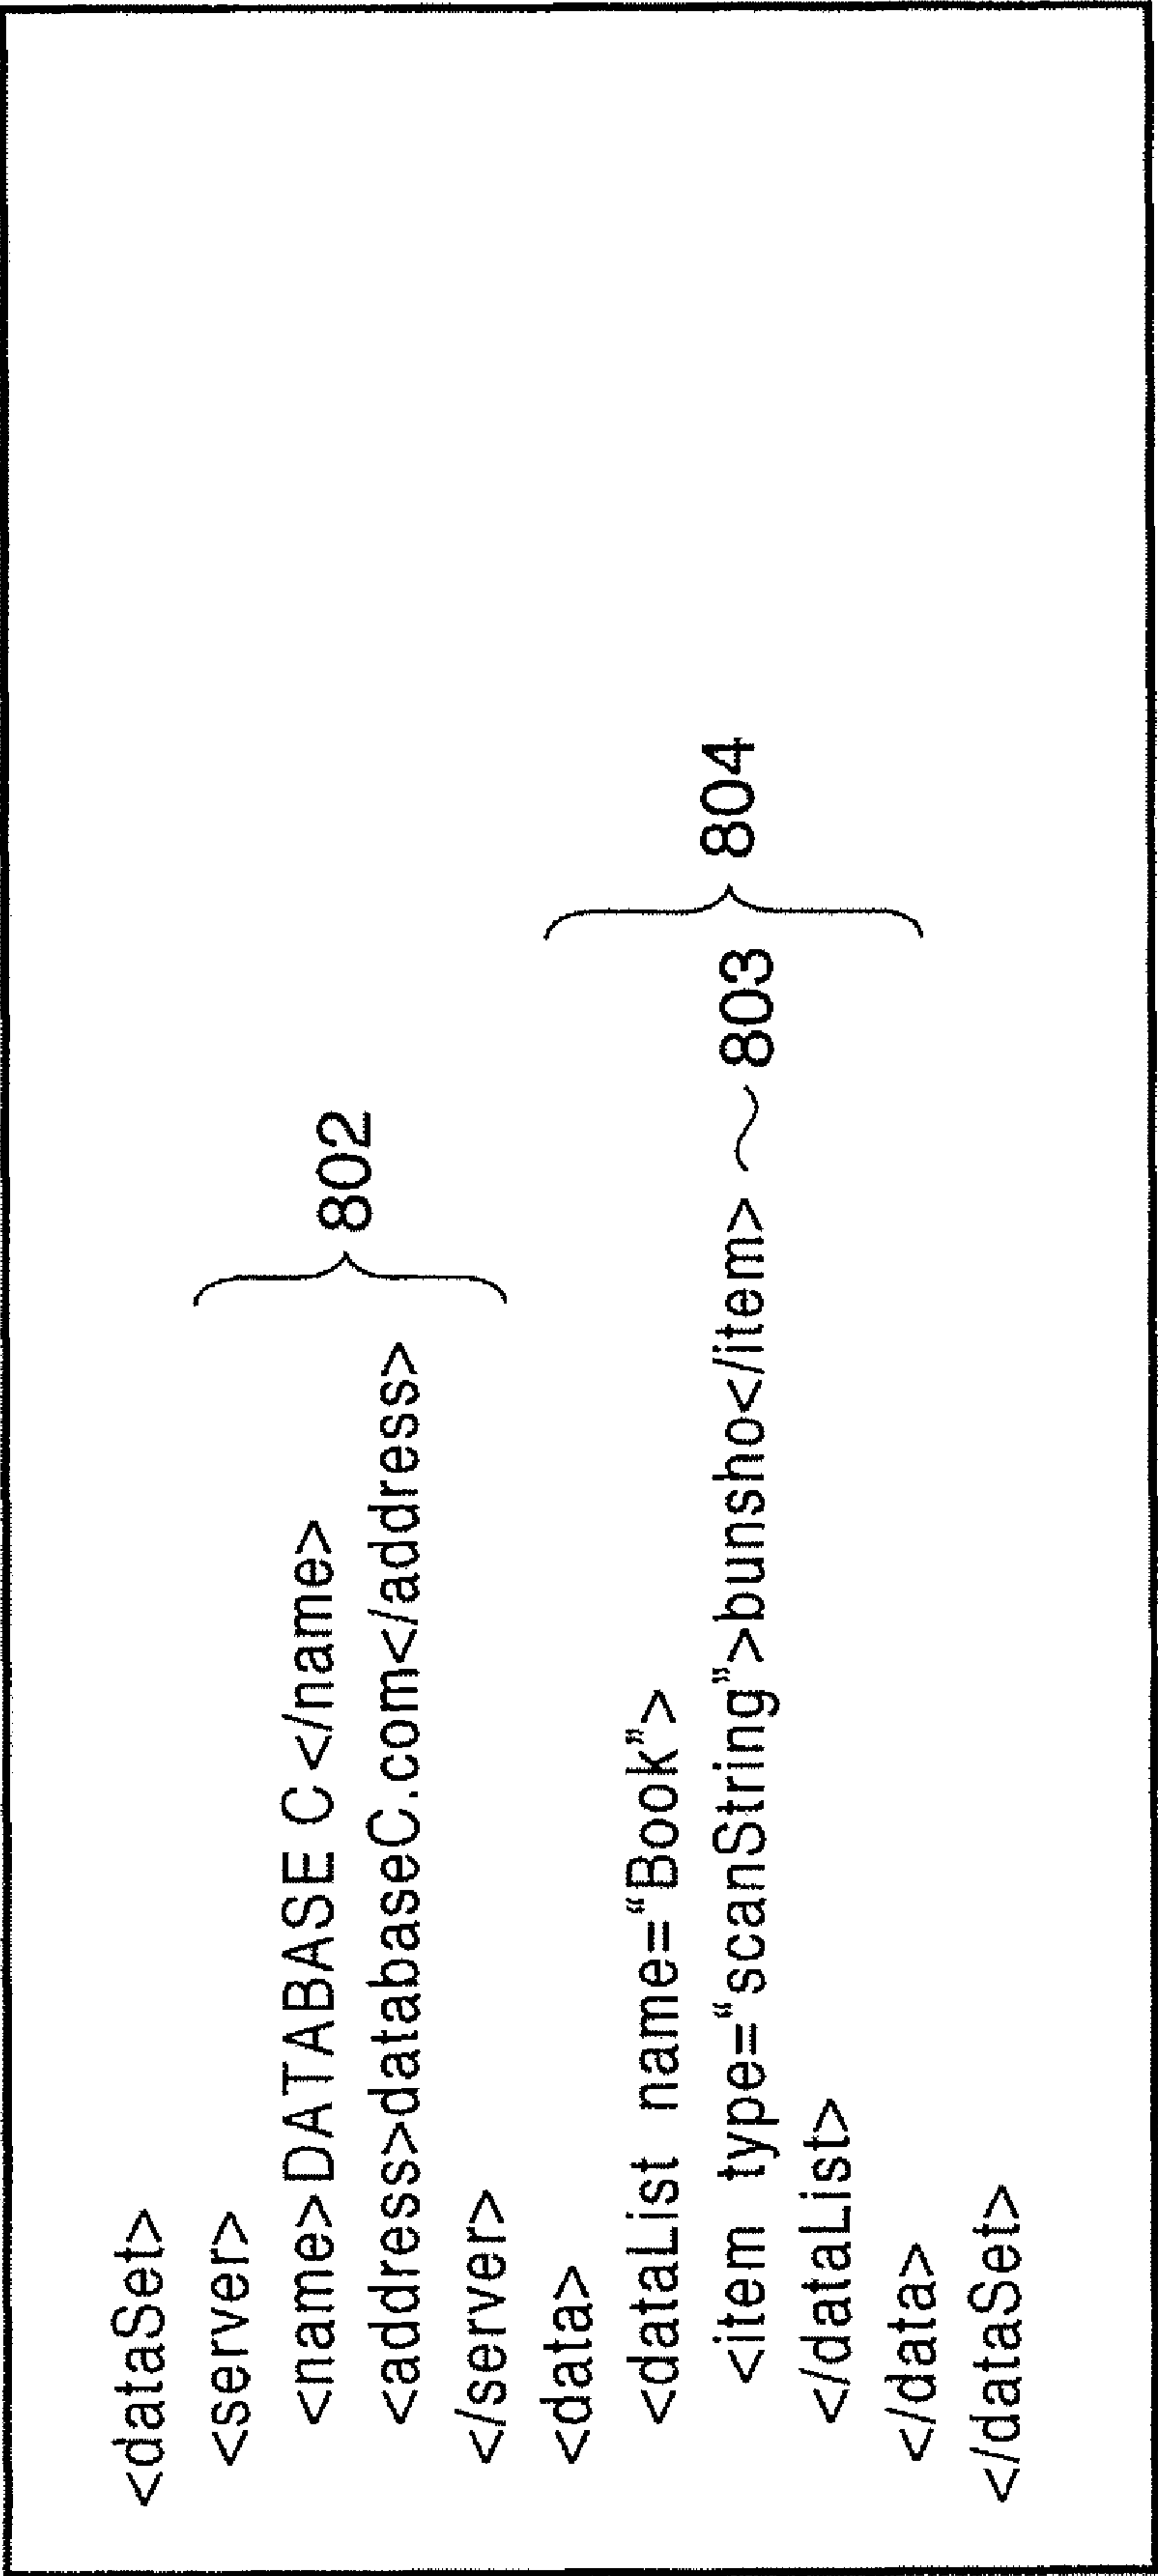 <dataSet>
<server>
<name>DATABASE C</name>
<address>databaseC.com</address>
</server>
802
<data>
<dataList name=“Book”>
<item type=“scanString”>bunsho</item> 803
</dataList>
</data>
804
</dataSet>